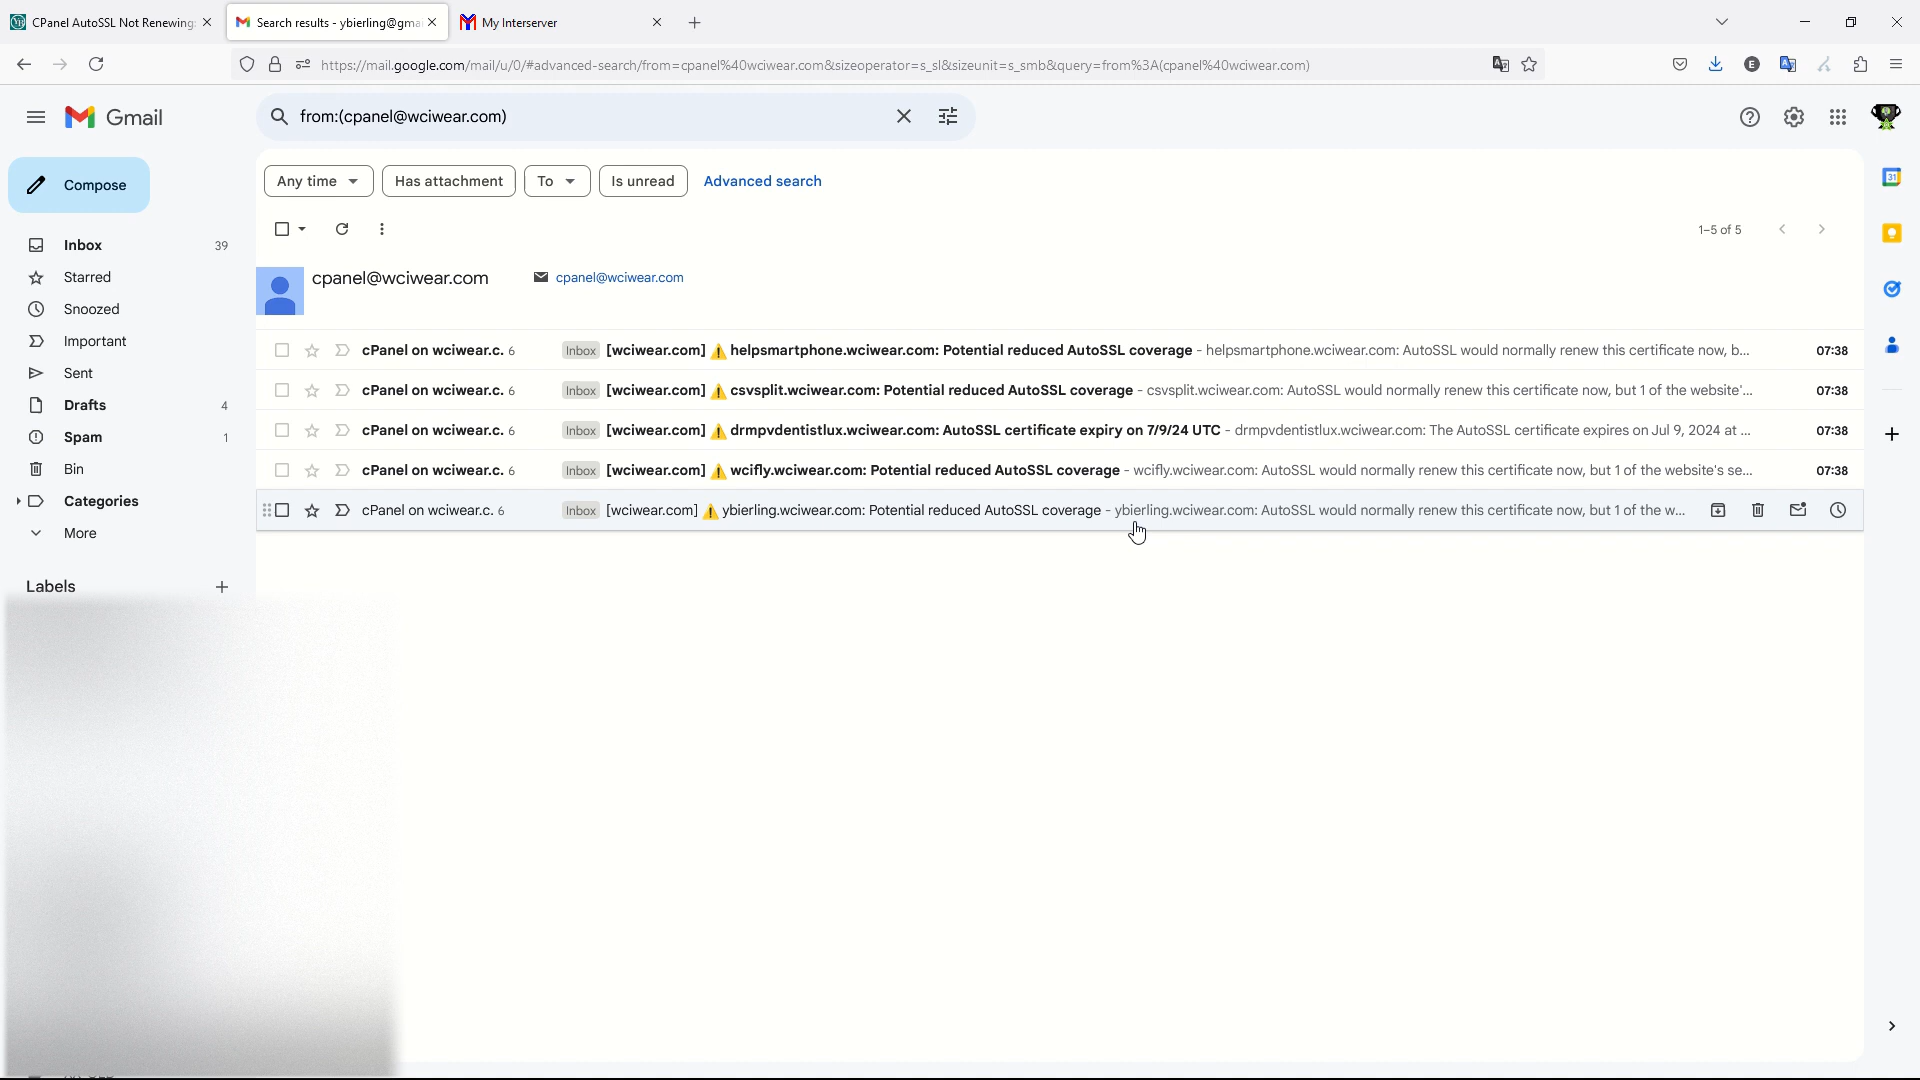 CPanel AutoSSL Not Renewing:
Search results - ybierling@gmai
My Interserver
https://mail.google.com/mail/u/0/#advanced-search/from=cpanel%40wciwear.com&sizeoperator=s_sl&sizeunit=s_smb&query=from%3A(cpanel%40wciwear.com)
Gmail
from:(cpanel@wciwear.com)
Compose
Any time
Has attachment
To
Is unread
Advanced search
Inbox 39
1–5 of 5
Starred
cpanel@wciwear.com
cpanel@wciwear.com
Snoozed
Important
Sent
Drafts 4
Spam 1
Bin
Categories
More
Labels
cPanel on wciwear.c. 6 Inbox [wciwear.com] ⚠ helpsmartphone.wciwear.com: Potential reduced AutoSSL coverage - helpsmartphone.wciwear.com: AutoSSL would normally renew this certificate now, b... 07:38
cPanel on wciwear.c. 6 Inbox [wciwear.com] ⚠ csvsplit.wciwear.com: Potential reduced AutoSSL coverage - csvsplit.wciwear.com: AutoSSL would normally renew this certificate now, but 1 of the website'... 07:38
cPanel on wciwear.c. 6 Inbox [wciwear.com] ⚠ drmpvdentistlux.wciwear.com: AutoSSL certificate expiry on 7/9/24 UTC - drmpvdentistlux.wciwear.com: The AutoSSL certificate expires on Jul 9, 2024 at ... 07:38
cPanel on wciwear.c. 6 Inbox [wciwear.com] ⚠ wcifly.wciwear.com: Potential reduced AutoSSL coverage - wcifly.wciwear.com: AutoSSL would normally renew this certificate now, but 1 of the website's se... 07:38
cPanel on wciwear.c. 6 Inbox [wciwear.com] ⚠ ybierling.wciwear.com: Potential reduced AutoSSL coverage - ybierling.wciwear.com: AutoSSL would normally renew this certificate now, but 1 of the w...
31